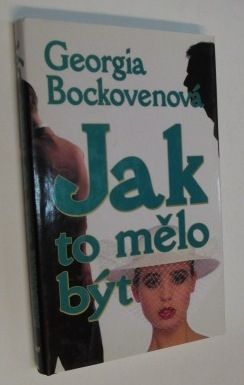 Georgia
Bockovenová
Jak
to mělo
být